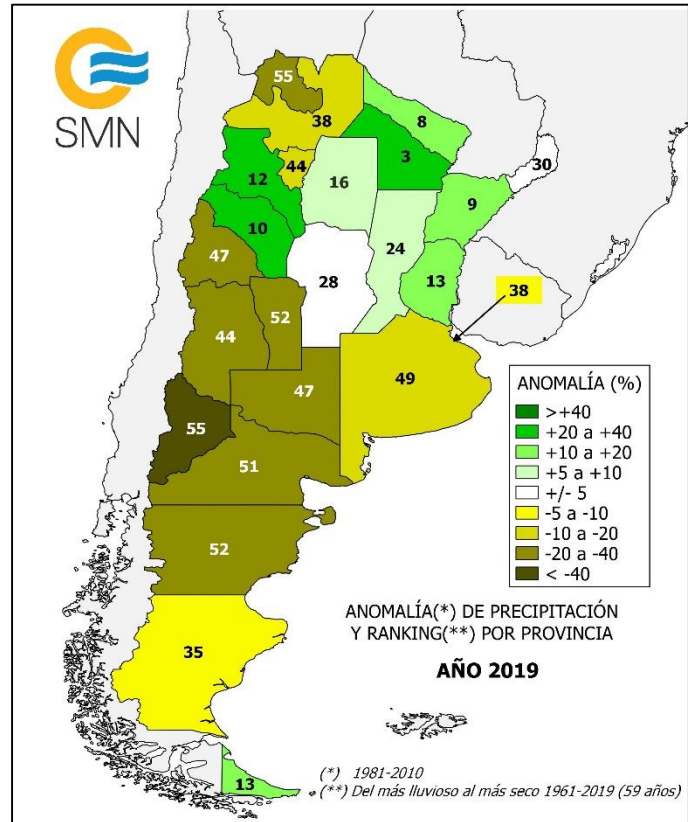 SMN
55
38
8
3
30
44
12
16
9
10
24
47
28
13
38
52
44
49
47
55
51
52
35
13
ANOMALÍA (%)
>+40
+20 a +40
+10 a +20
+5 a +10
+/- 5
-5 a -10
-10 a -20
-20 a -40
< -40
ANOMALÍA(*) DE PRECIPITACIÓN
Y RANKING(**) POR PROVINCIA
AÑO 2019
(*) 1981-2010
(**) Del más lluvioso al más seco 1961-2019 (59 años)